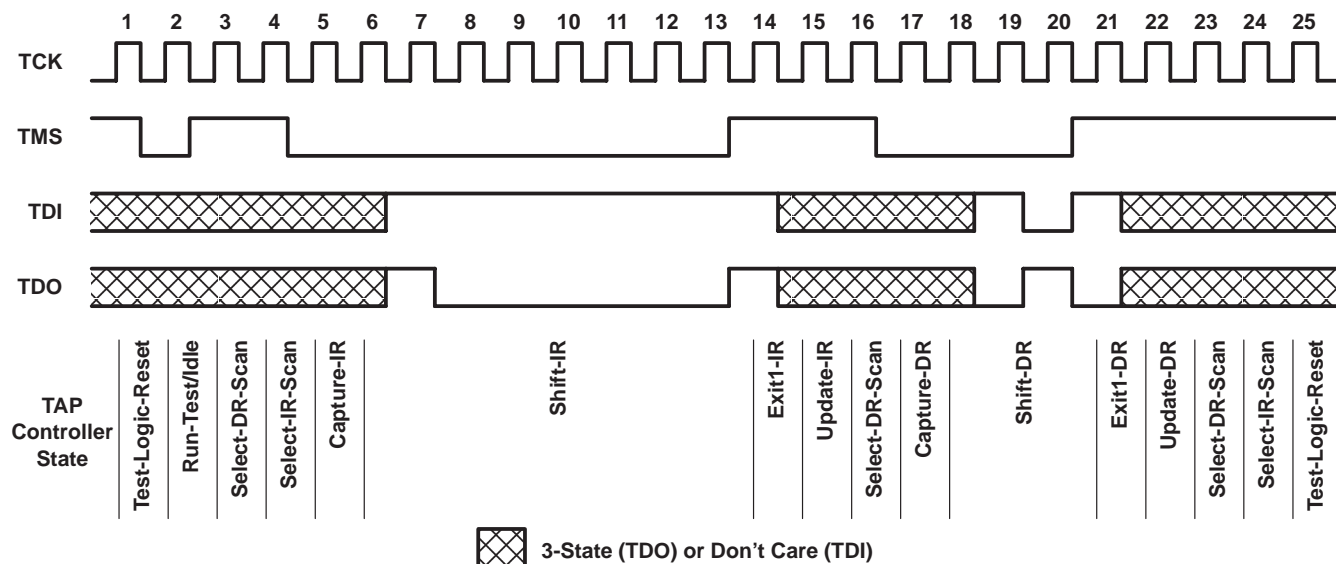 1 2 3 4 5 6 7 8 9 10 11 12 13 14 15 16 17 18 19 20 21 22 23 24 25
TCK
TMS
TDI
TDO
TAP
Controller
State
Test-Logic-Reset
Run-Test/Idle
Select-DR-Scan
Select-IR-Scan
Capture-IR
Shift-IR
Exit1-IR
Update-IR
Select-DR-Scan
Capture-DR
Shift-DR
Exit1-DR
Update-DR
Select-DR-Scan
Select-IR-Scan
Test-Logic-Reset
3-State (TDO) or Don't Care (TDI)